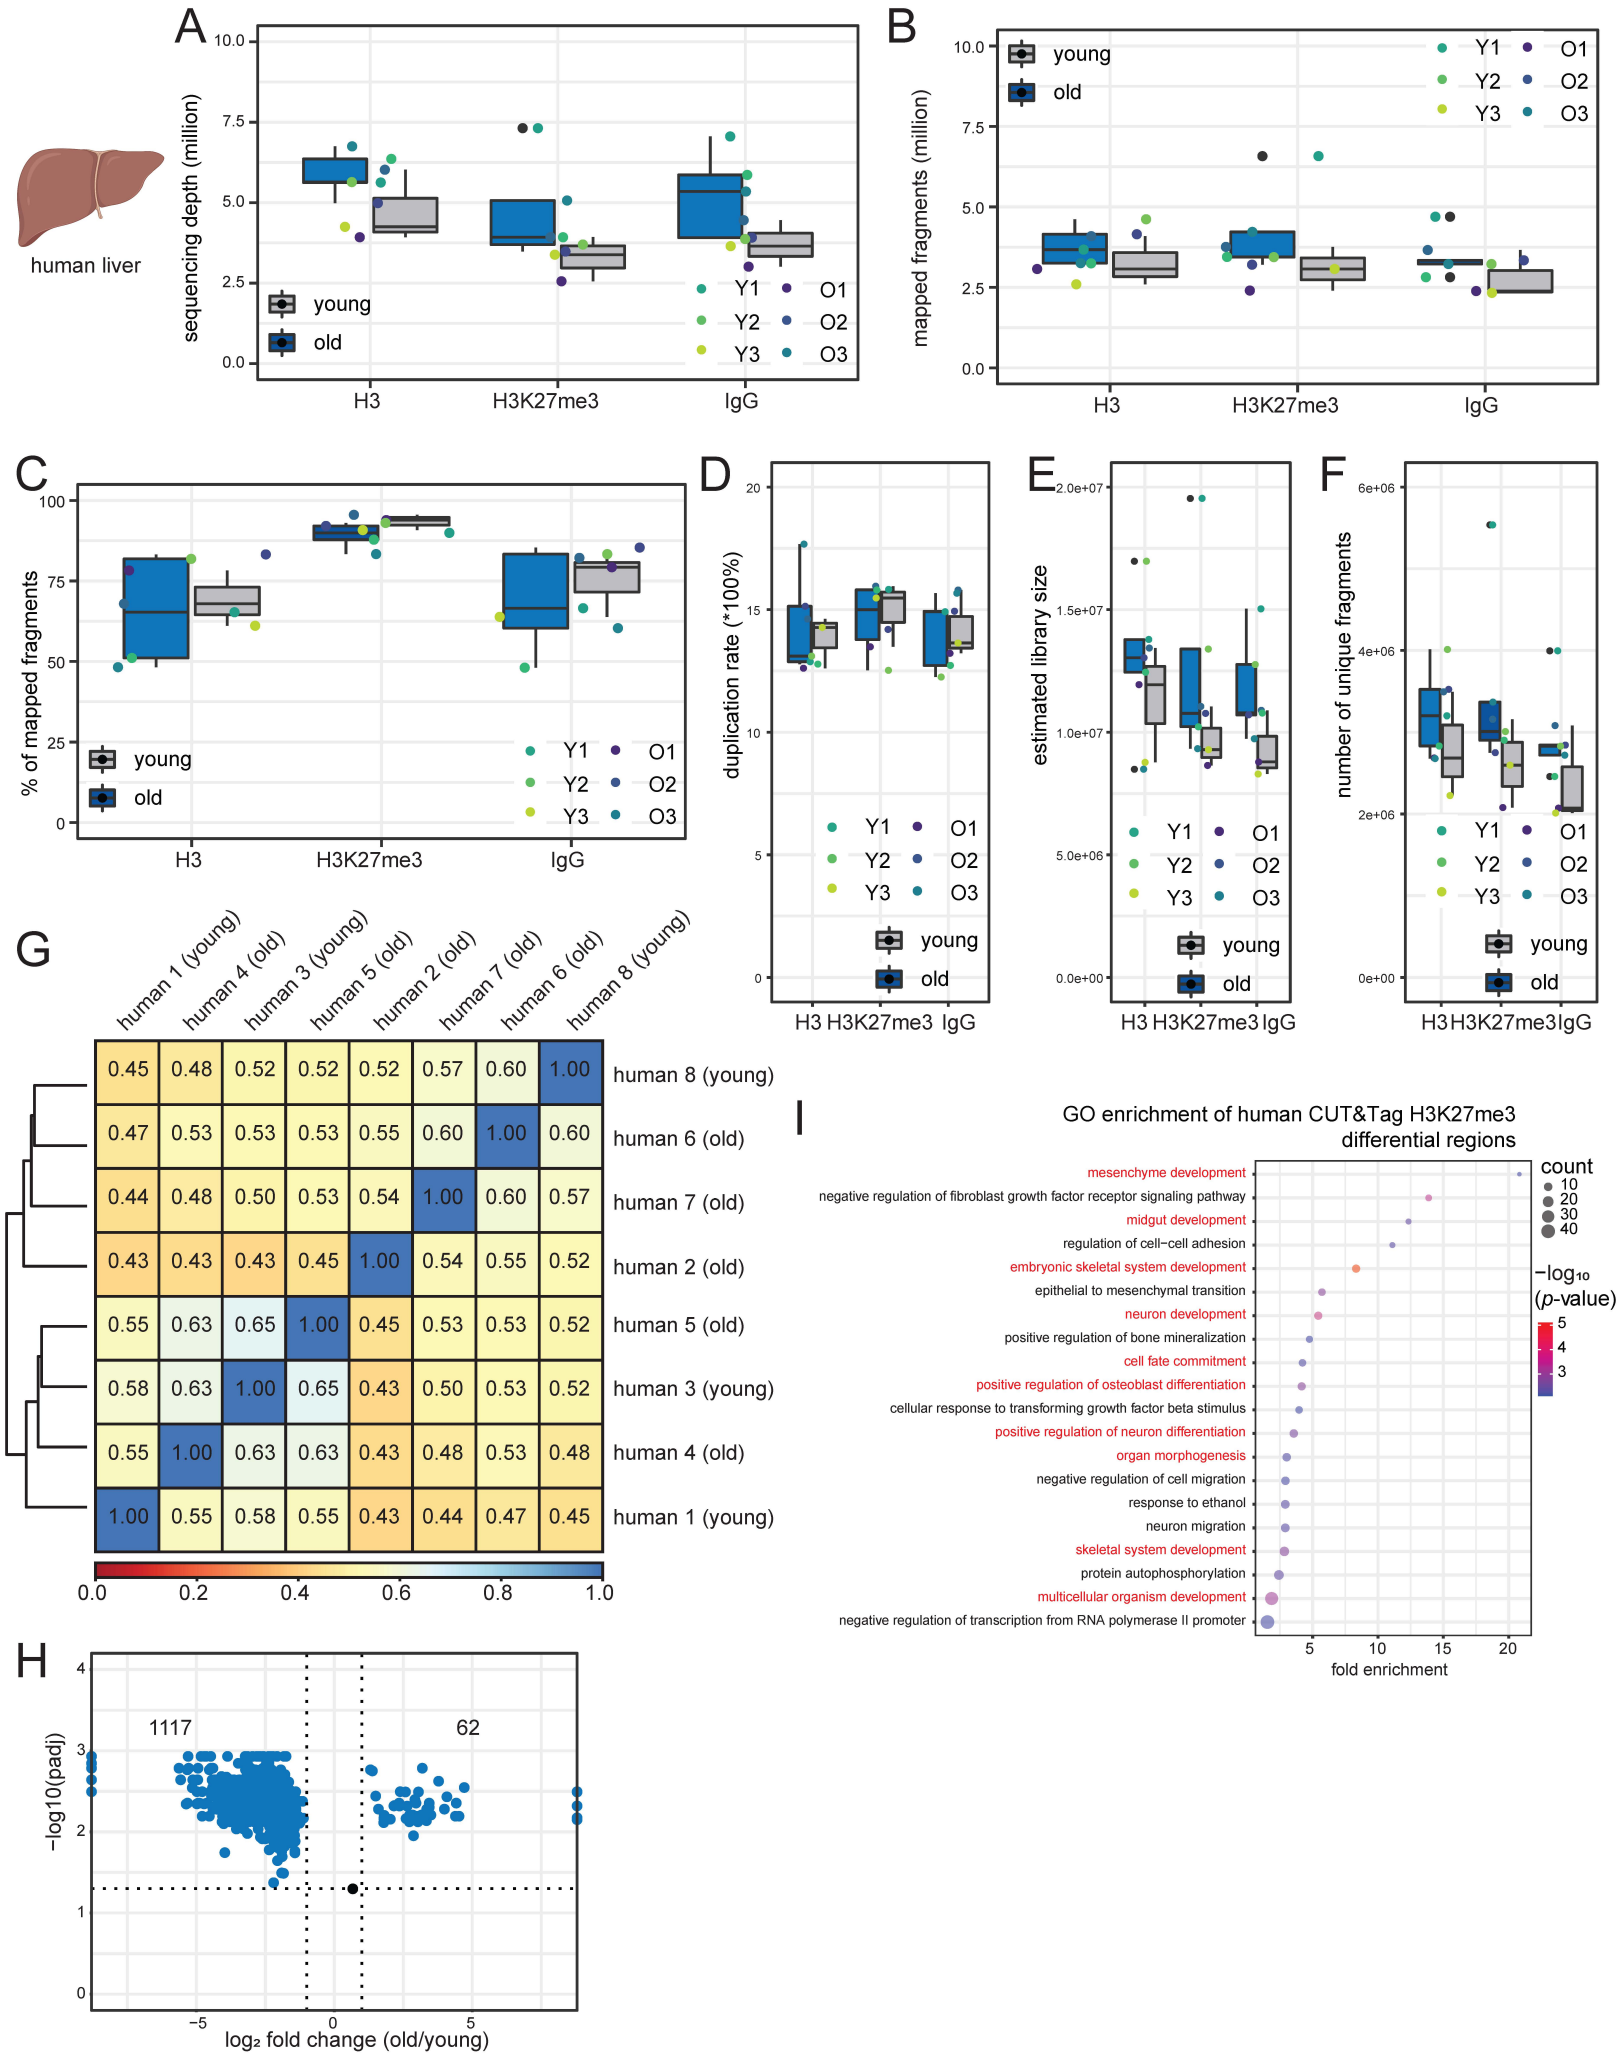 human liver
A
sequencing depth (million)
10.0
7.5
5.0
2.5
0.0
young
old
Y1
O1
Y2
O2
Y3
O3
H3
H3K27me3
IgG
B
mapped fragments (million)
10.0
7.5
5.0
2.5
0.0
young
old
Y1
O1
Y2
O2
Y3
O3
H3
H3K27me3
IgG
C
% of mapped fragments
100
75
50
25
0
young
old
Y1
O1
Y2
O2
Y3
O3
H3
H3K27me3
IgG
D
duplication rate (*100%)
20
15
10
5
0
Y1
O1
Y2
O2
Y3
O3
young
old
H3 H3K27me3 IgG
E
estimated library size
2.0e+07
1.5e+07
1.0e+07
5.0e+06
0.0e+00
Y1
O1
Y2
O2
Y3
O3
young
old
H3 H3K27me3 IgG
F
number of unique fragments
6e+06
4e+06
2e+06
0e+00
Y1
O1
Y2
O2
Y3
O3
young
old
H3 H3K27me3 IgG
G
human 1 (young)
human 4 (old)
human 3 (young)
human 5 (old)
human 2 (old)
human 7 (old)
human 6 (old)
human 8 (young)
0.45 0.48 0.52 0.52 0.52 0.57 0.60 1.00 human 8 (young)
0.47 0.53 0.53 0.53 0.55 0.60 1.00 0.60 human 6 (old)
0.44 0.48 0.50 0.53 0.54 1.00 0.60 0.57 human 7 (old)
0.43 0.43 0.43 0.45 1.00 0.54 0.55 0.52 human 2 (old)
0.55 0.63 0.65 1.00 0.45 0.53 0.53 0.52 human 5 (old)
0.58 0.63 1.00 0.65 0.43 0.50 0.53 0.52 human 3 (young)
0.55 1.00 0.63 0.63 0.43 0.48 0.53 0.48 human 4 (old)
1.00 0.55 0.58 0.55 0.43 0.44 0.47 0.45 human 1 (young)
0.0 0.2 0.4 0.6 0.8 1.0
H
−log10(padj)
4
3
2
1
0
1117
62
−5 0 5
log₂ fold change (old/young)
I
GO enrichment of human CUT&Tag H3K27me3
differential regions
mesenchyme development
negative regulation of fibroblast growth factor receptor signaling pathway
midgut development
regulation of cell−cell adhesion
embryonic skeletal system development
epithelial to mesenchymal transition
neuron development
positive regulation of bone mineralization
cell fate commitment
positive regulation of osteoblast differentiation
cellular response to transforming growth factor beta stimulus
positive regulation of neuron differentiation
organ morphogenesis
negative regulation of cell migration
response to ethanol
neuron migration
skeletal system development
protein autophosphorylation
multicellular organism development
negative regulation of transcription from RNA polymerase II promoter
5 10 15 20
fold enrichment
count
10
20
30
40
−log₁₀
(p-value)
5
4
3